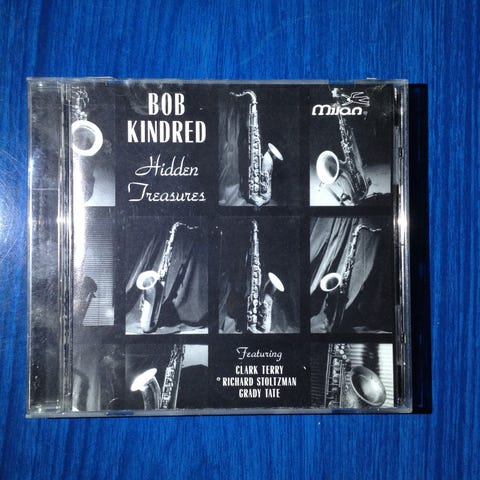 BOB
KINDRED
Hidden
Treasures
Milan
Featuring
CLARK TERRY
RICHARD STOLTZMAN
GRADY TATE